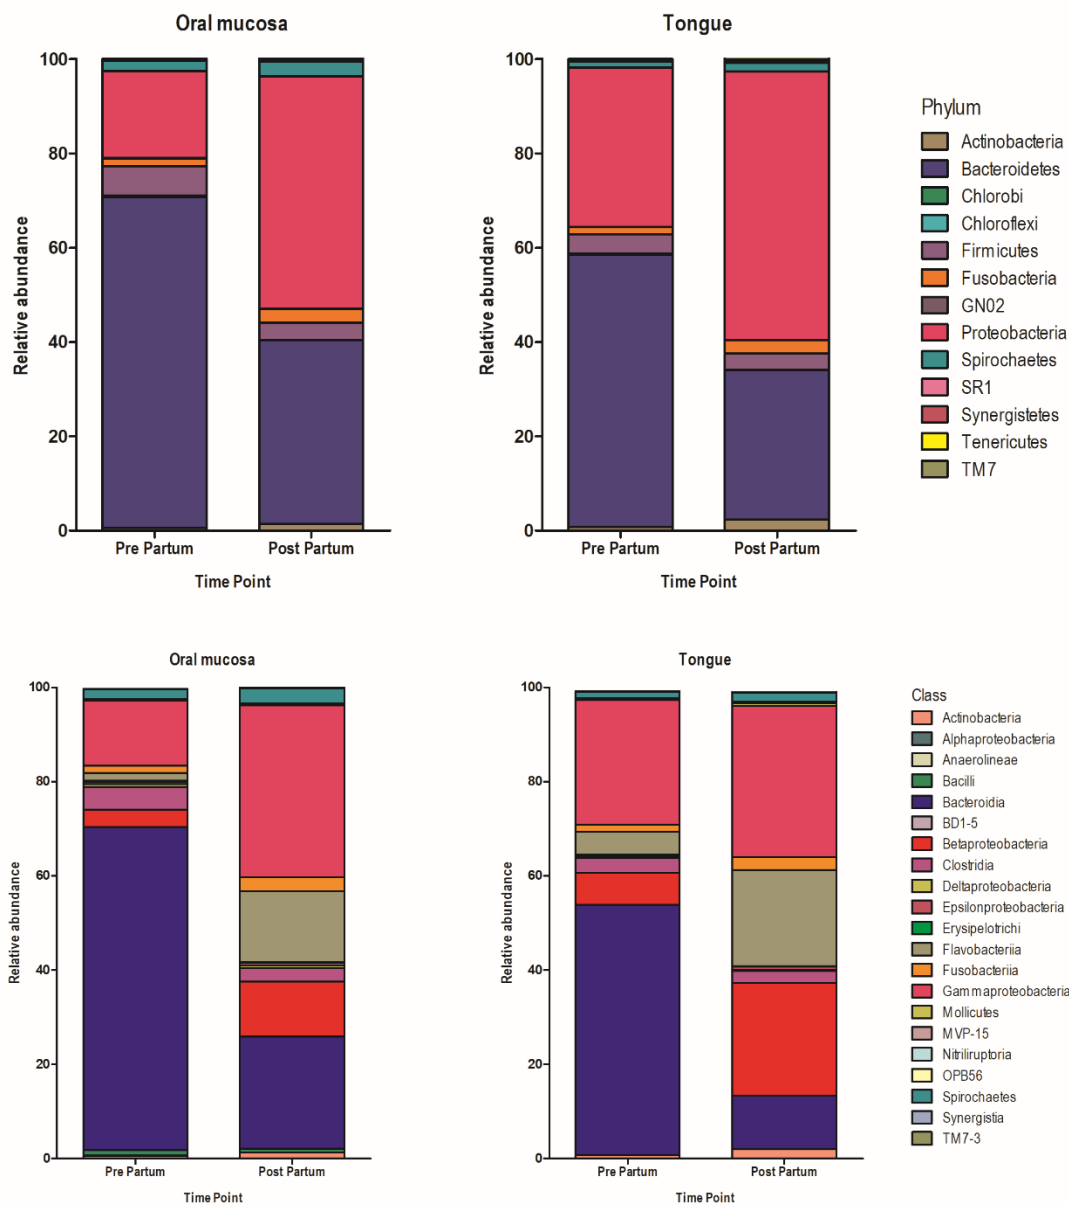 Oral mucosa
100
80
60
40
20
0
Relative abundance
Pre Partum
Post Partum
Time Point
Tongue
100
80
60
40
20
0
Relative abundance
Pre Partum
Post Partum
Time Point
Phylum
Actinobacteria
Bacteroidetes
Chlorobi
Chloroflexi
Firmicutes
Fusobacteria
GN02
Proteobacteria
Spirochaetes
SR1
Synergistetes
Tenericutes
TM7
Oral mucosa
100
80
60
40
20
0
Relative abundance
Pre Partum
Post Partum
Time Point
Tongue
100
80
60
40
20
0
Relative abundance
Pre Partum
Post Partum
Time Point
Class
Actinobacteria
Alphaproteobacteria
Anaerolineae
Bacilli
Bacteroidia
BD1-5
Betaproteobacteria
Clostridia
Deltaproteobacteria
Epsilonproteobacteria
Erysipelotrichi
Flavobacteriia
Fusobacteriia
Gammaproteobacteria
Mollicutes
MVP-15
Nitriliruptoria
OPB56
Spirochaetes
Synergistia
TM7-3